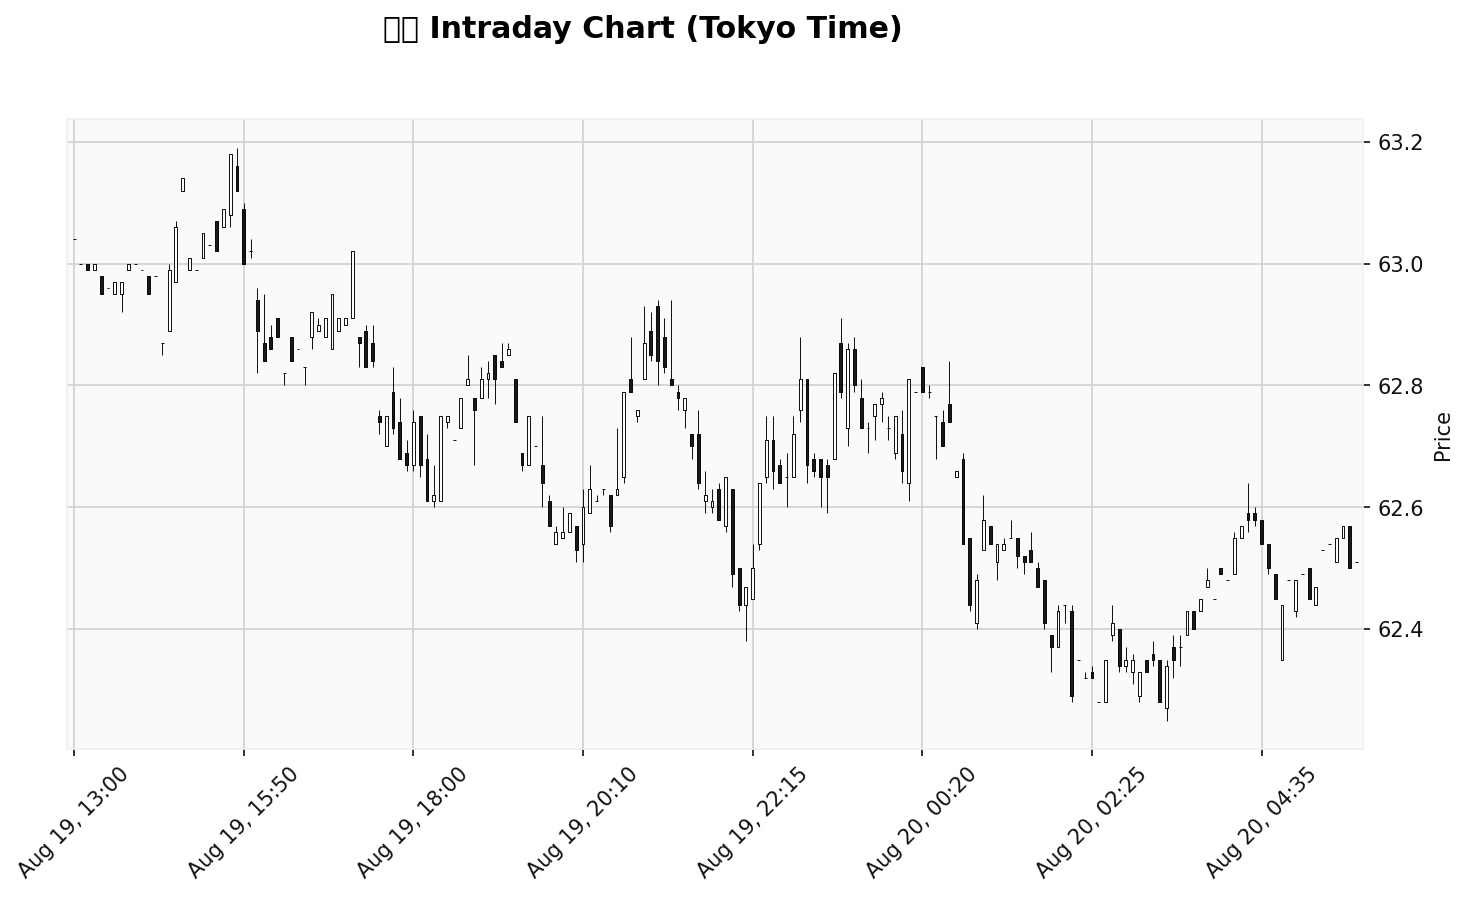 Intraday Chart (Tokyo Time)
63.2
63.0
62.8
62.6
62.4
Price
Aug 19, 13:00
Aug 19, 15:50
Aug 19, 18:00
Aug 19, 20:10
Aug 19, 22:15
Aug 20, 00:20
Aug 20, 02:25
Aug 20, 04:35